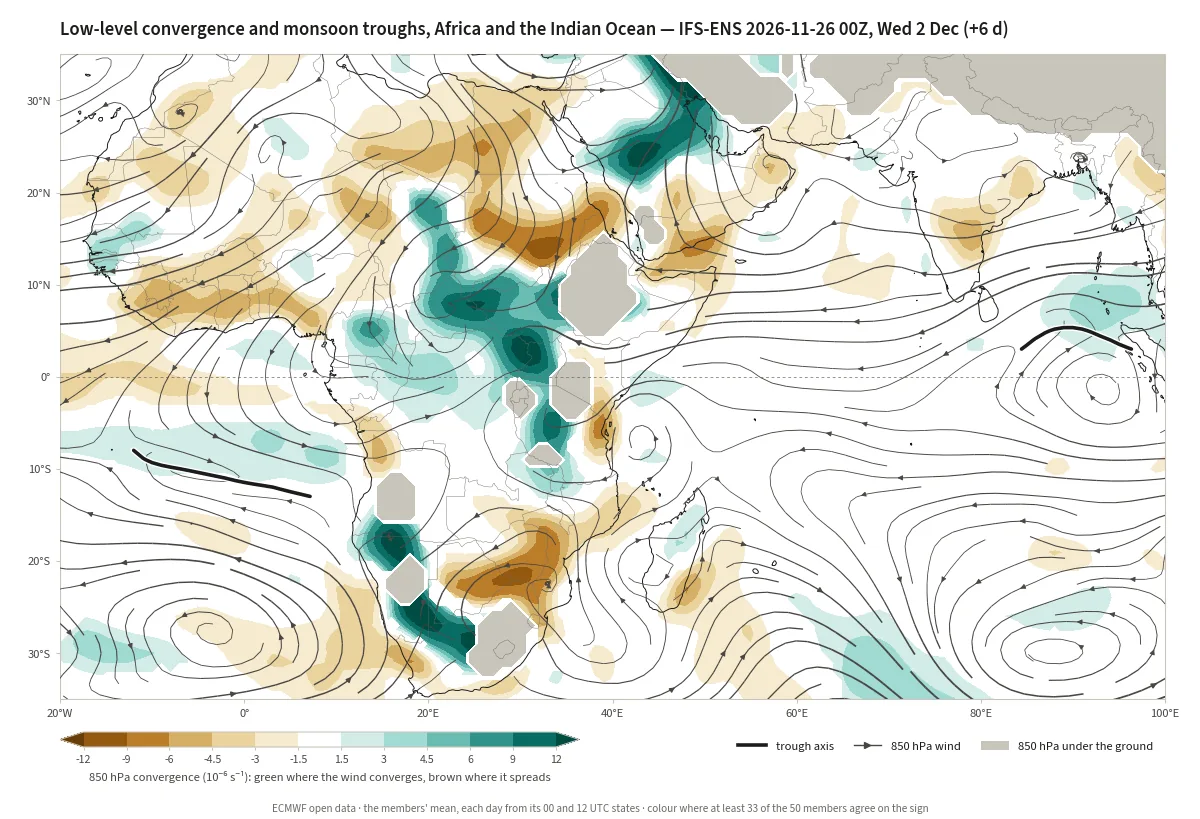 Low-level convergence and monsoon troughs, Africa and the Indian Ocean — IFS-ENS 2026-11-26 00Z, Wed 2 Dec (+6 d)
30°N
20°N
10°N
0°
10°S
20°S
30°S
20°W 0° 20°E 40°E 60°E 80°E 100°E
-12 -9 -6 -4.5 -3 -1.5 1.5 3 4.5 6 9 12
850 hPa convergence (10⁻⁶ s⁻¹): green where the wind converges, brown where it spreads
trough axis 850 hPa wind 850 hPa under the ground
ECMWF open data · the members' mean, each day from its 00 and 12 UTC states · colour where at least 33 of the 50 members agree on the sign